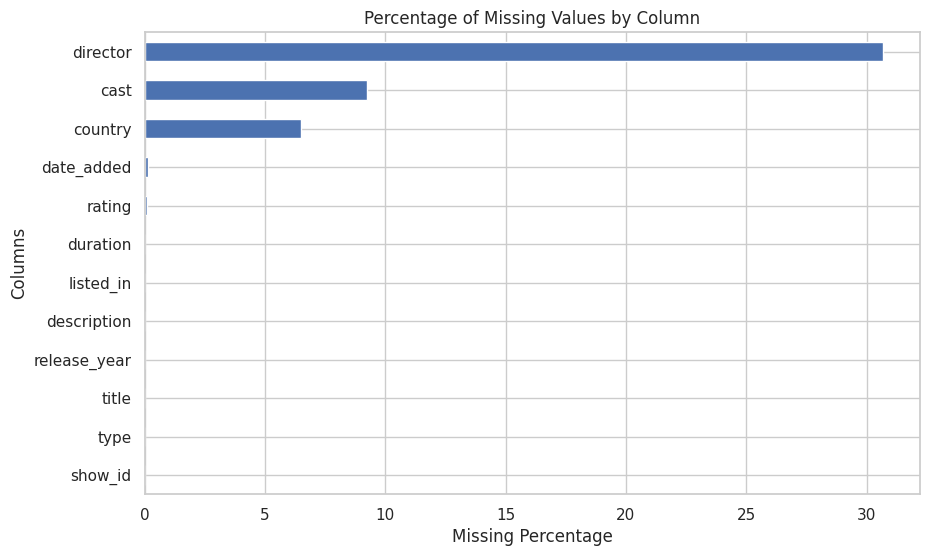 Percentage of Missing Values by Column
director
cast
country
date_added
rating
duration
listed_in
description
release_year
title
type
show_id
Columns
0 5 10 15 20 25 30
Missing Percentage